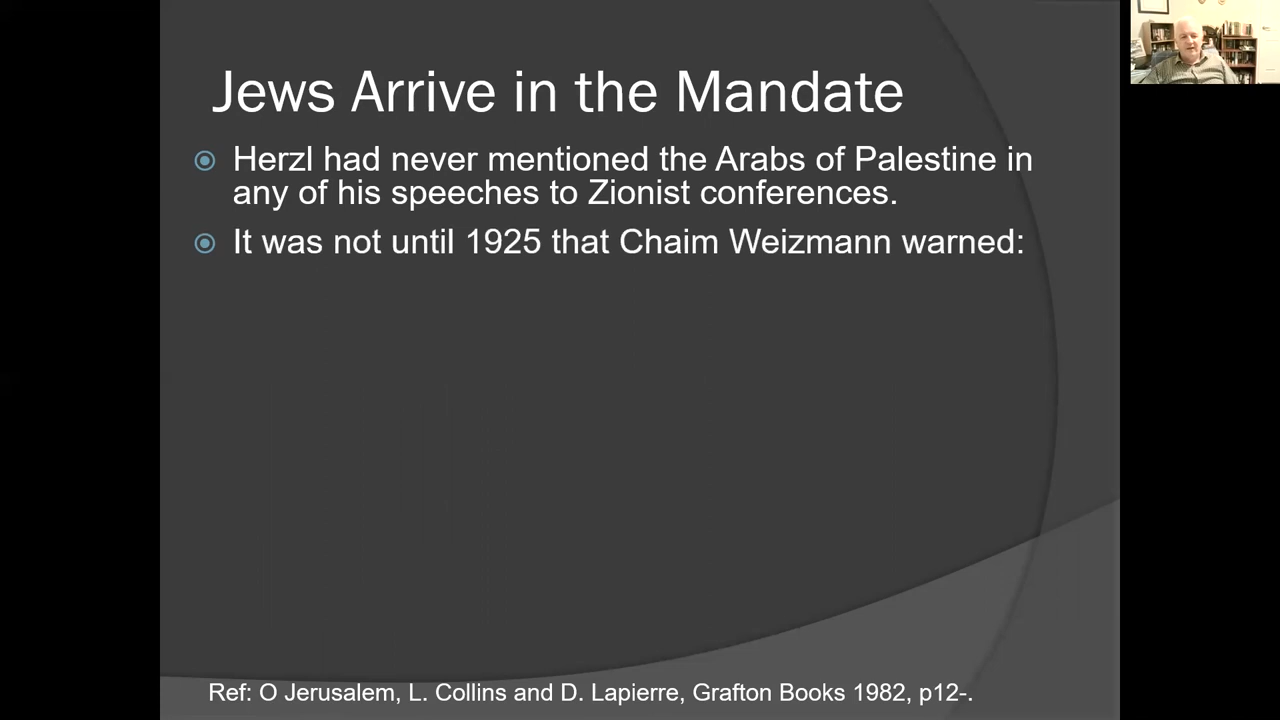 Jews Arrive in the Mandate
Herzl had never mentioned the Arabs of Palestine in
any of his speeches to Zionist conferences.
It was not until 1925 that Chaim Weizmann warned:
Ref: O Jerusalem, L. Collins and D. Lapierre, Grafton Books 1982, p12-.